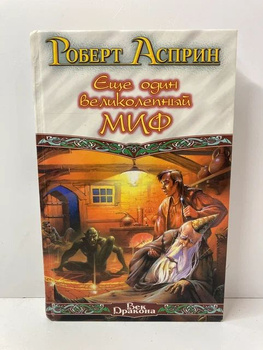 Роберт Асприн
Еще один
великолепный
МИФ
Век
Дракона